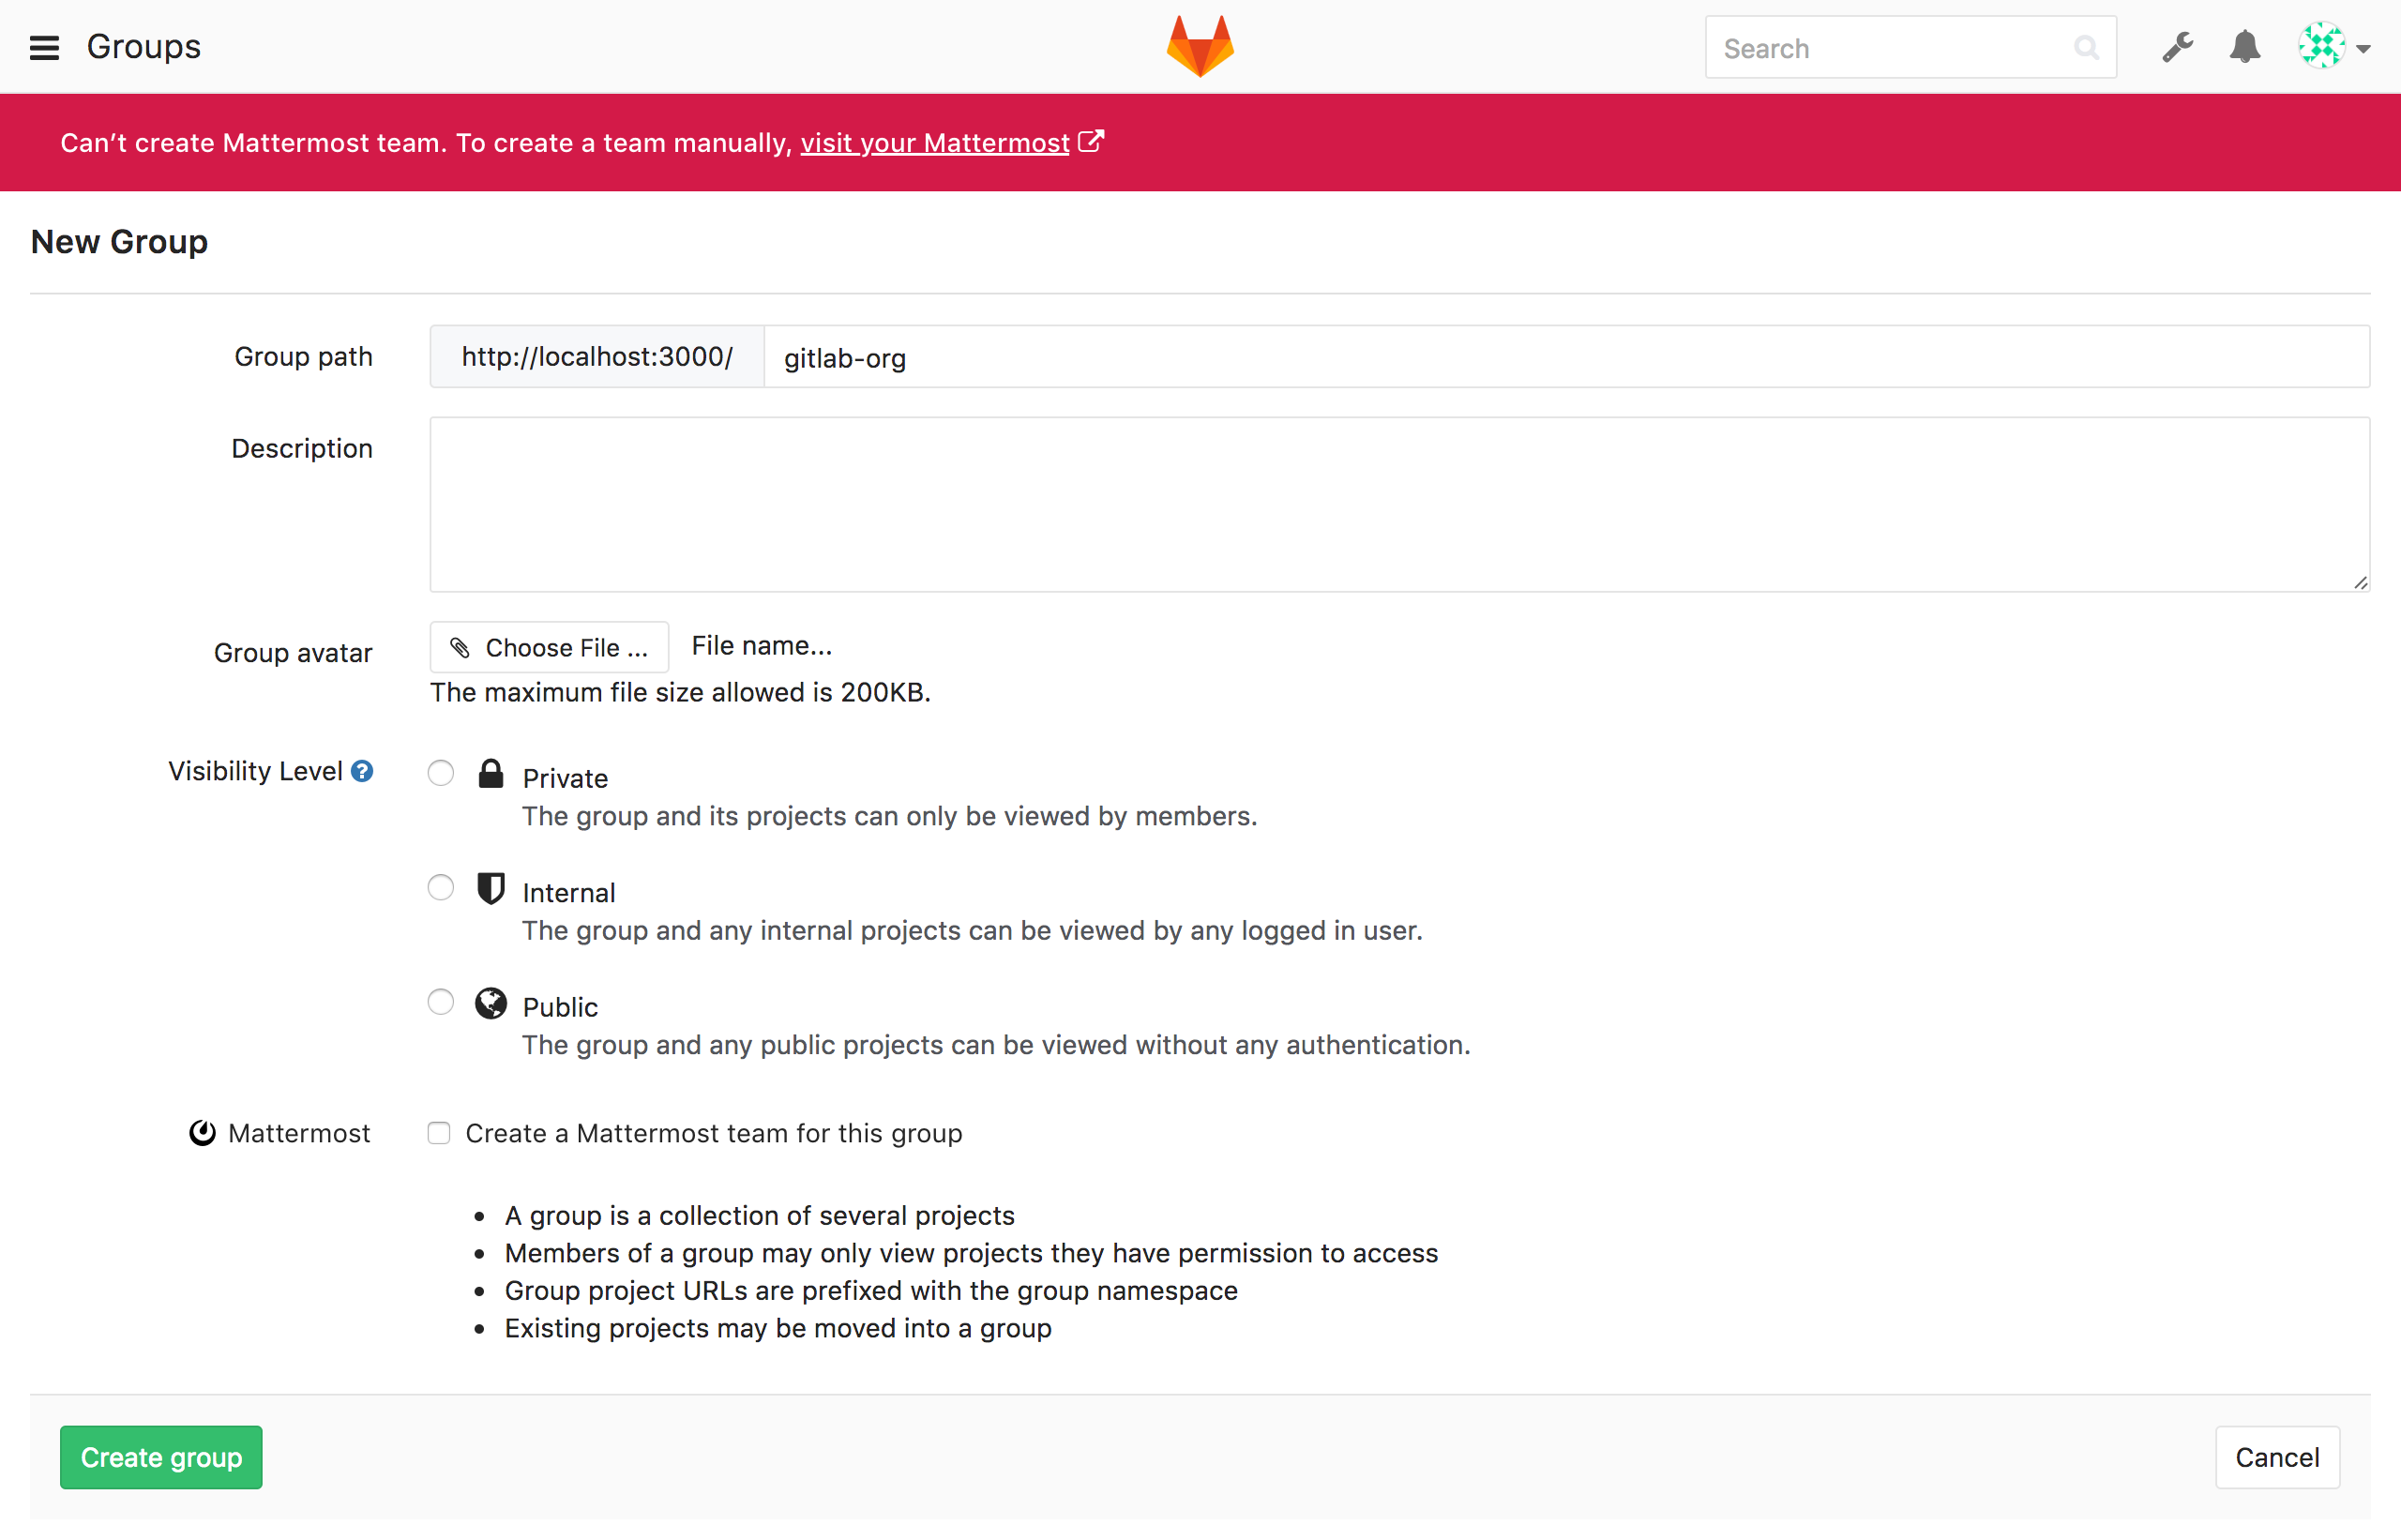 Groups
Search
Can’t create Mattermost team. To create a team manually, visit your Mattermost
New Group
Group path
http://localhost:3000/
gitlab-org
Description
Group avatar
Choose File ...
File name...
The maximum file size allowed is 200KB.
Visibility Level
Private
The group and its projects can only be viewed by members.
Internal
The group and any internal projects can be viewed by any logged in user.
Public
The group and any public projects can be viewed without any authentication.
Mattermost
Create a Mattermost team for this group
• A group is a collection of several projects
• Members of a group may only view projects they have permission to access
• Group project URLs are prefixed with the group namespace
• Existing projects may be moved into a group
Create group
Cancel